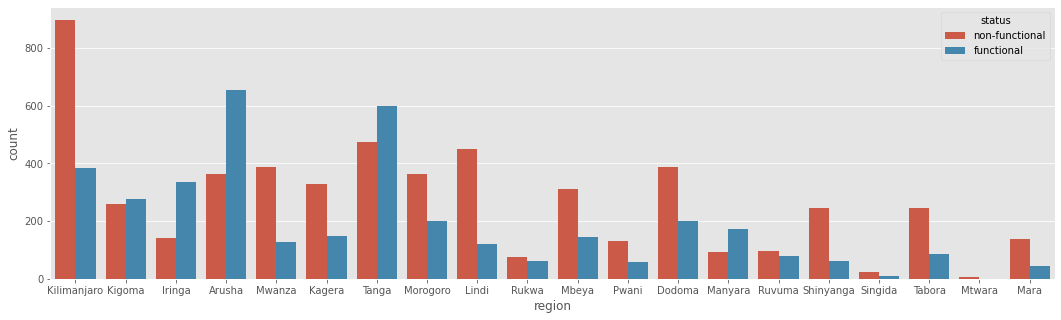 status
non-functional
functional
800
600
400
200
0
count
Kilimanjaro Kigoma Iringa Arusha Mwanza Kagera Tanga Morogoro Lindi Rukwa Mbeya Pwani Dodoma Manyara Ruvuma Shinyanga Singida Tabora Mtwara Mara
region